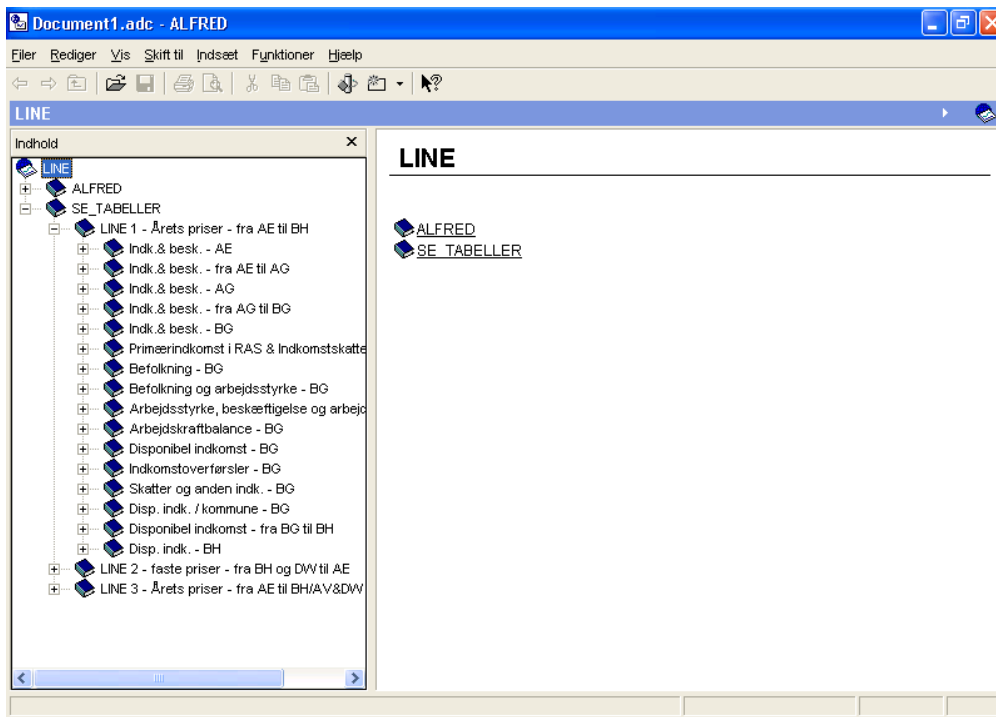 Document1.adc - ALFRED
Filer Rediger Vis Skift til Indsæt Funktioner Hjælp
LINE
Indhold
LINE
ALFRED
SE_TABELLER
LINE 1 - Årets priser - fra AE til BH
Indk.& besk. - AE
Indk.& besk. - fra AE til AG
Indk.& besk. - AG
Indk.& besk. - fra AG til BG
Indk.& besk. - BG
Primærindkomst i RAS & Indkomstskatte
Befolkning - BG
Befolkning og arbejdsstyrke - BG
Arbejdsstyrke, beskæftigelse og arbejd
Arbejdskraftbalance - BG
Disponibel indkomst - BG
Indkomstoverførsler - BG
Skatter og anden indk. - BG
Disp. indk. / kommune - BG
Disponibel indkomst - fra BG til BH
Disp. indk. - BH
LINE 2 - faste priser - fra BH og DW til AE
LINE 3 - Årets priser - fra AE til BH/AV&DW
LINE
ALFRED
SE_TABELLER